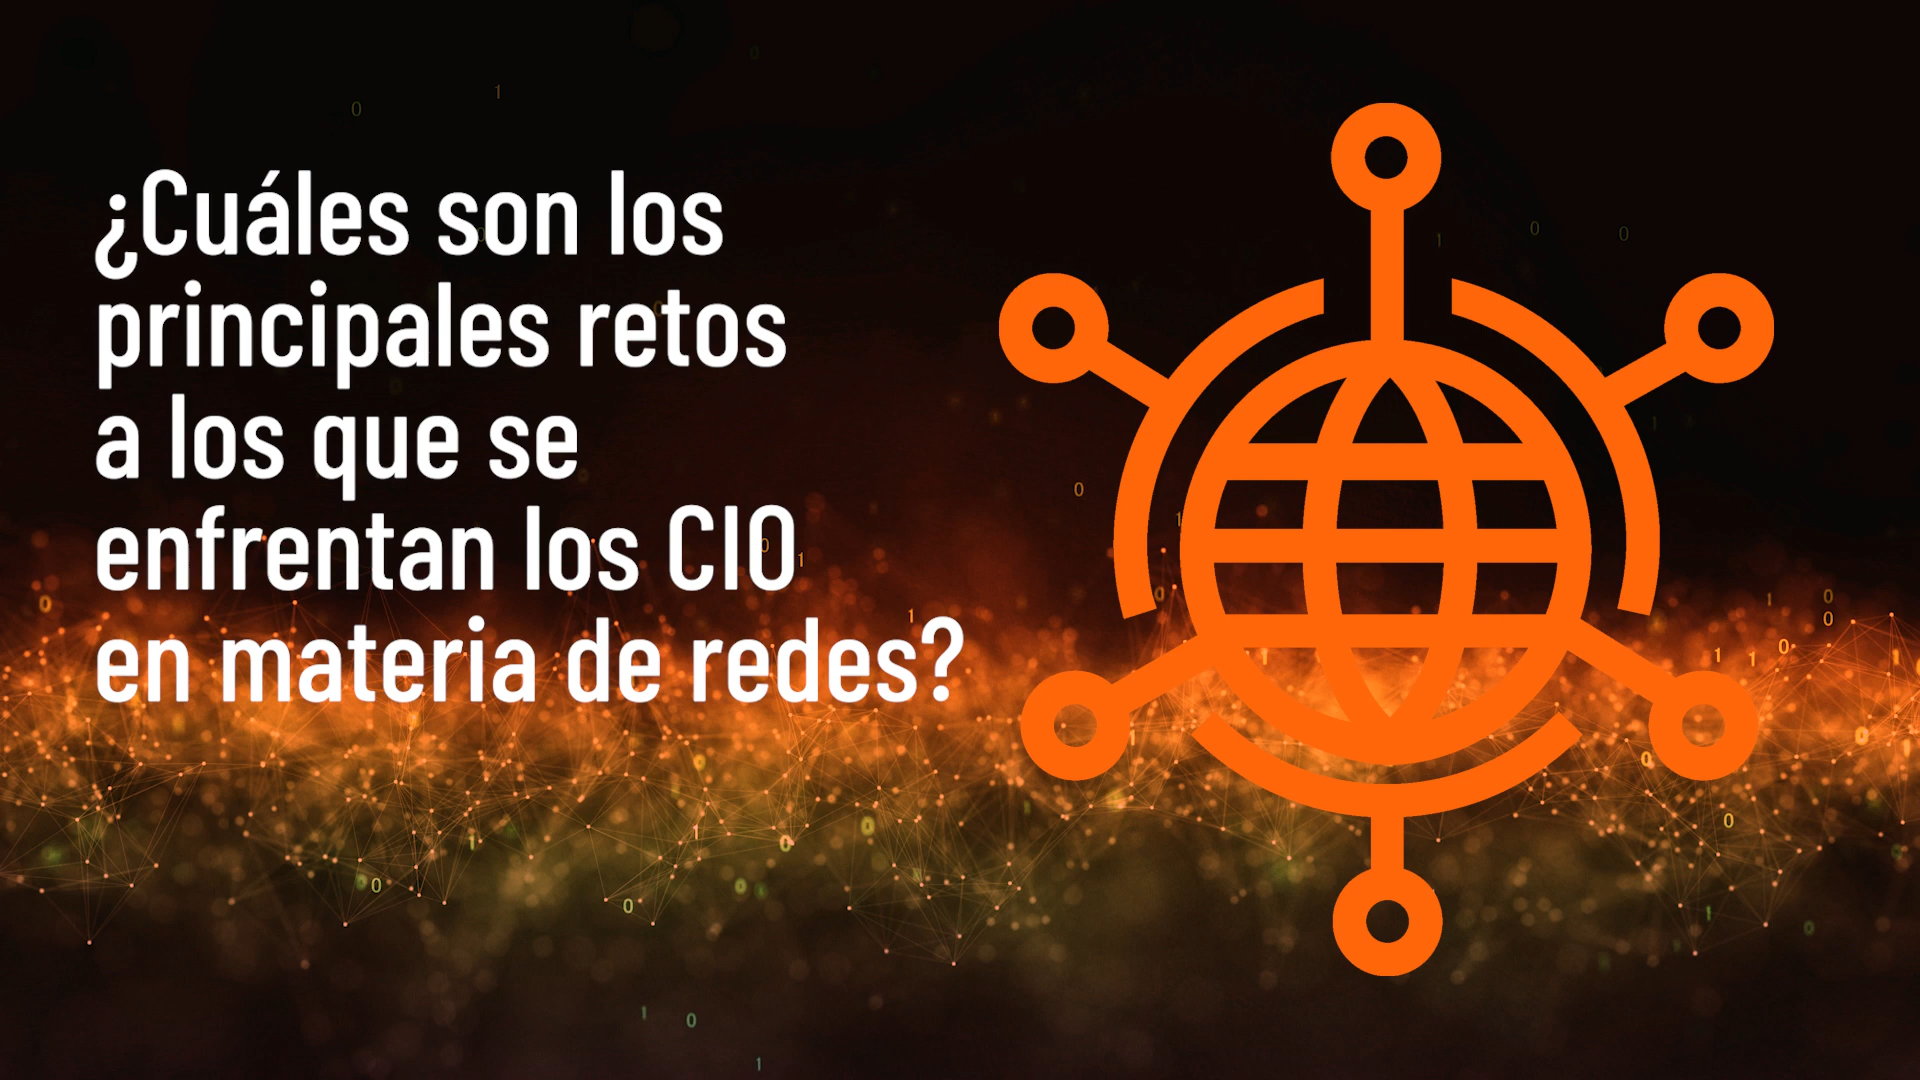 ¿Cuáles son los
principales retos
a los que se
enfrentan los CIO
en materia de redes?